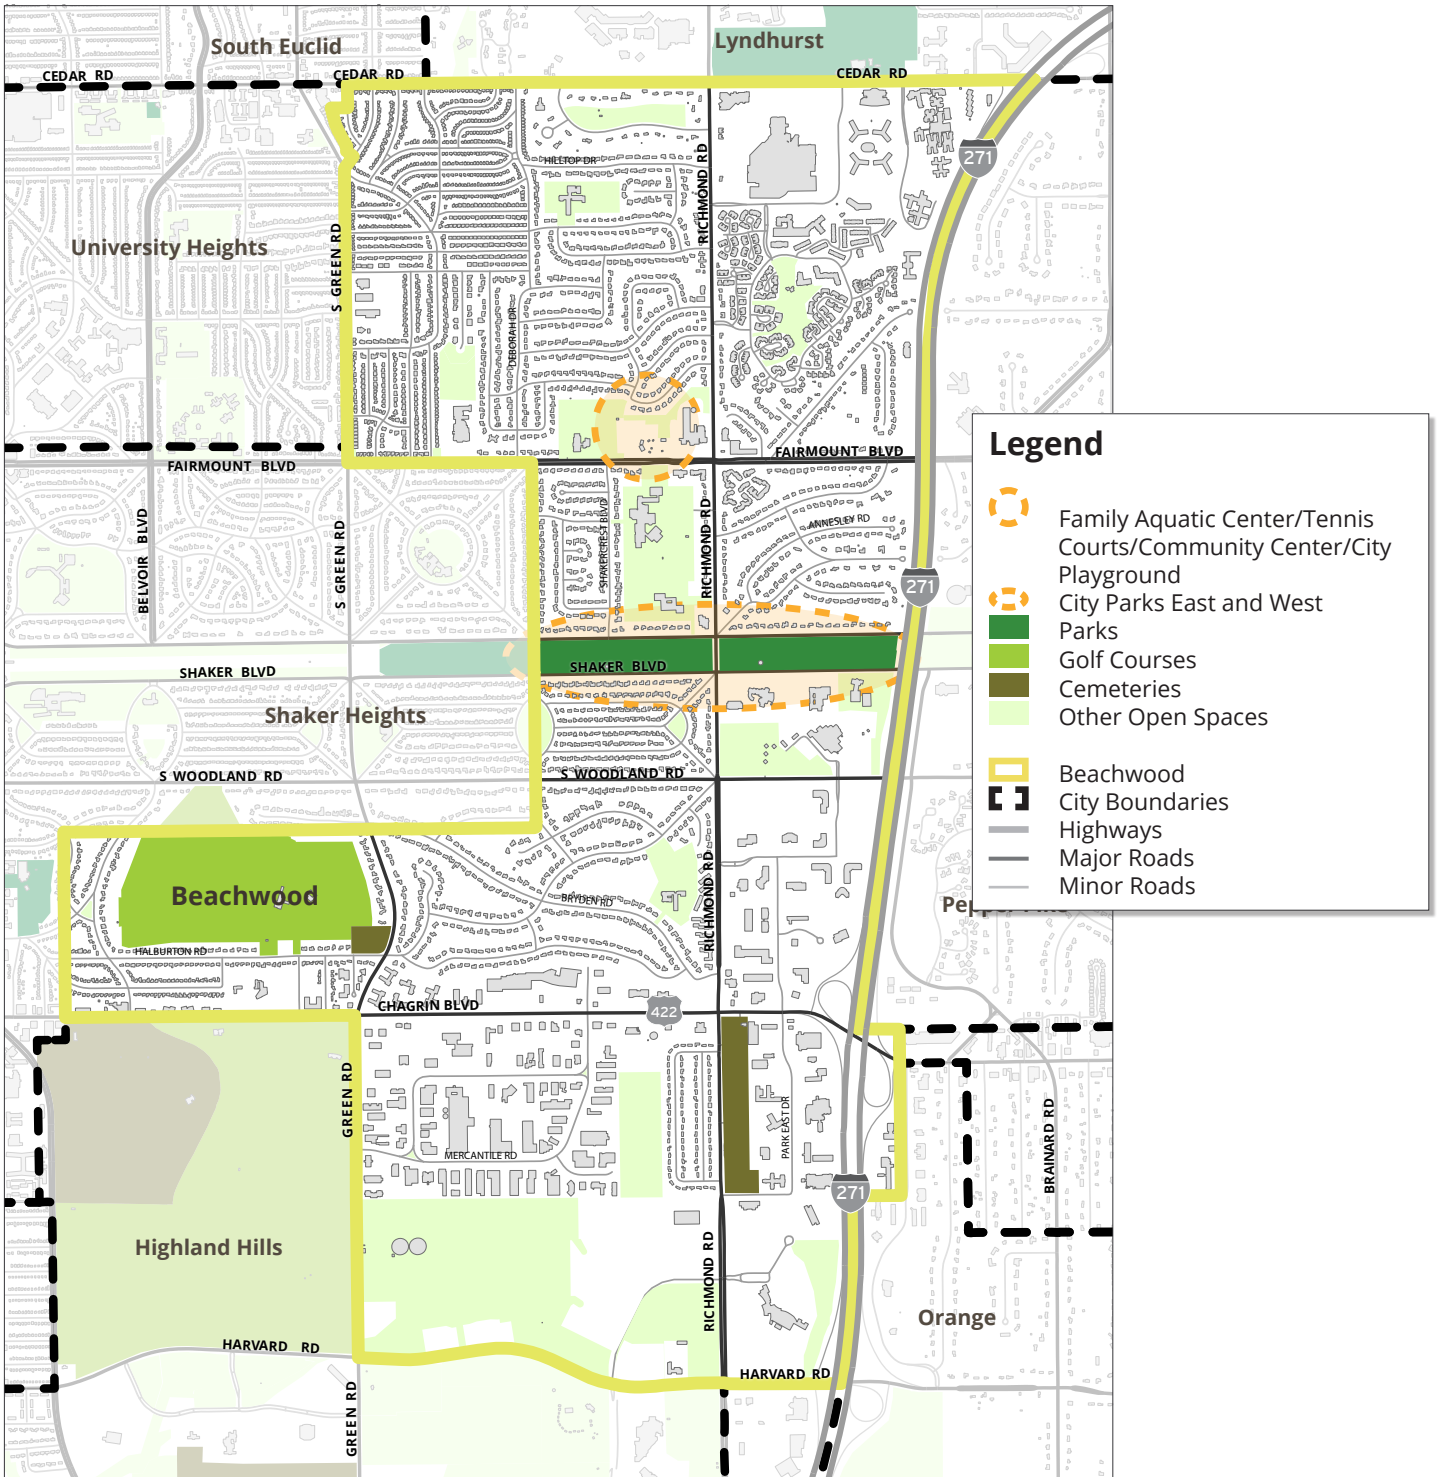 South Euclid
Lyndhurst
CEDAR RD
CEDAR RD
CEDAR RD
271
HILLTOP DR
RICHMOND RD
University Heights
S GREEN RD
DEBORAH DR
Legend
Family Aquatic Center/Tennis
Courts/Community Center/City
Playground
City Parks East and West
Parks
Golf Courses
Cemeteries
Other Open Spaces
Beachwood
City Boundaries
Highways
Major Roads
Minor Roads
FAIRMOUNT BLVD
FAIRMOUNT BLVD
BELVOIR BLVD
S GREEN RD
SHAKERCREST BLVD
RICHMOND RD
ANNESLEY RD
271
SHAKER BLVD
SHAKER BLVD
Shaker Heights
S WOODLAND RD
S WOODLAND RD
Beachwood
BRYDEN RD
RICHMOND RD
HALBURTON RD
CHAGRIN BLVD
422
GREEN RD
MERCANTILE RD
PARK EAST DR
BRAINARD RD
271
Highland Hills
RICHMOND RD
Orange
HARVARD RD
HARVARD RD
GREEN RD